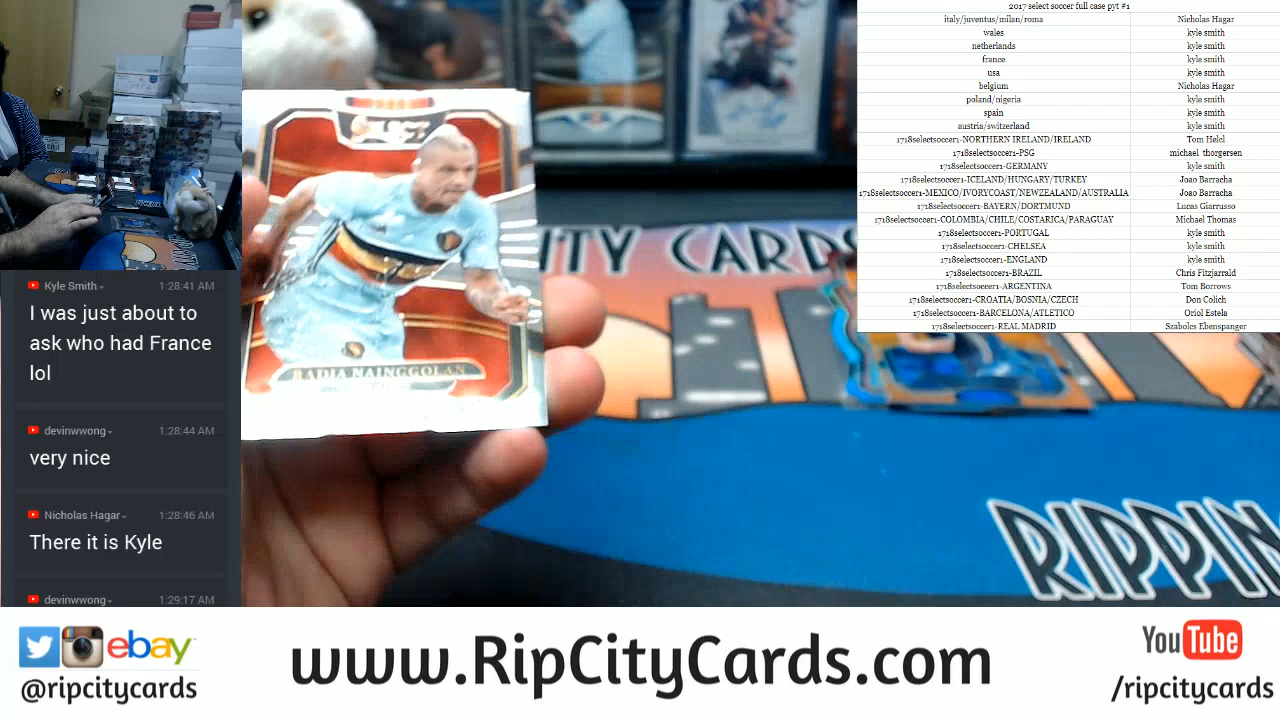 2017 select soccer full case pyt #1
italy/juventus/milan/roma Nicholas Hagar
wales kyle smith
netherlands kyle smith
france kyle smith
usa kyle smith
belgium Nicholas Hagar
poland/nigeria kyle smith
spain kyle smith
austria/switzerland kyle smith
1718selectsoccer1-NORTHERN IRELAND/IRELAND Tom Helcl
1718selectsoccer1-PSG michael thorgersen
1718selectsoccer1-GERMANY kyle smith
1718selectsoccer1-ICELAND/HUNGARY/TURKEY Joao Barracha
1718selectsoccer1-MEXICO/IVORYCOAST/NEWZEALAND/AUSTRALIA Joao Barracha
1718selectsoccer1-BAYERN/DORTMUND Lucas Giarrusso
1718selectsoccer1-COLOMBIA/CHILE/COSTARICA/PARAGUAY Michael Thomas
1718selectsoccer1-PORTUGAL kyle smith
1718selectsoccer1-CHELSEA kyle smith
1718selectsoccer1-ENGLAND kyle smith
1718selectsoccer1-BRAZIL Chris Fitzjarrald
1718selectsoccer1-ARGENTINA Tom Borrows
1718selectsoccer1-CROATIA/BOSNIA/CZECH Don Colich
1718selectsoccer1-BARCELONA/ATLETICO Oriol Estela
1718selectsoccer1-REAL MADRID Szabolcs Ebenspanger
SELECT
RADJA NAINGGOLAN
ITY CARDS
RIPPIN
Kyle Smith 1:28:41 AM
I was just about to
ask who had France
lol
devinwwong 1:28:44 AM
very nice
Nicholas Hagar 1:28:46 AM
There it is Kyle
devinwwong 1:29:17 AM
ebay
@ripcitycards
www.RipCityCards.com
YouTube
/ripcitycards